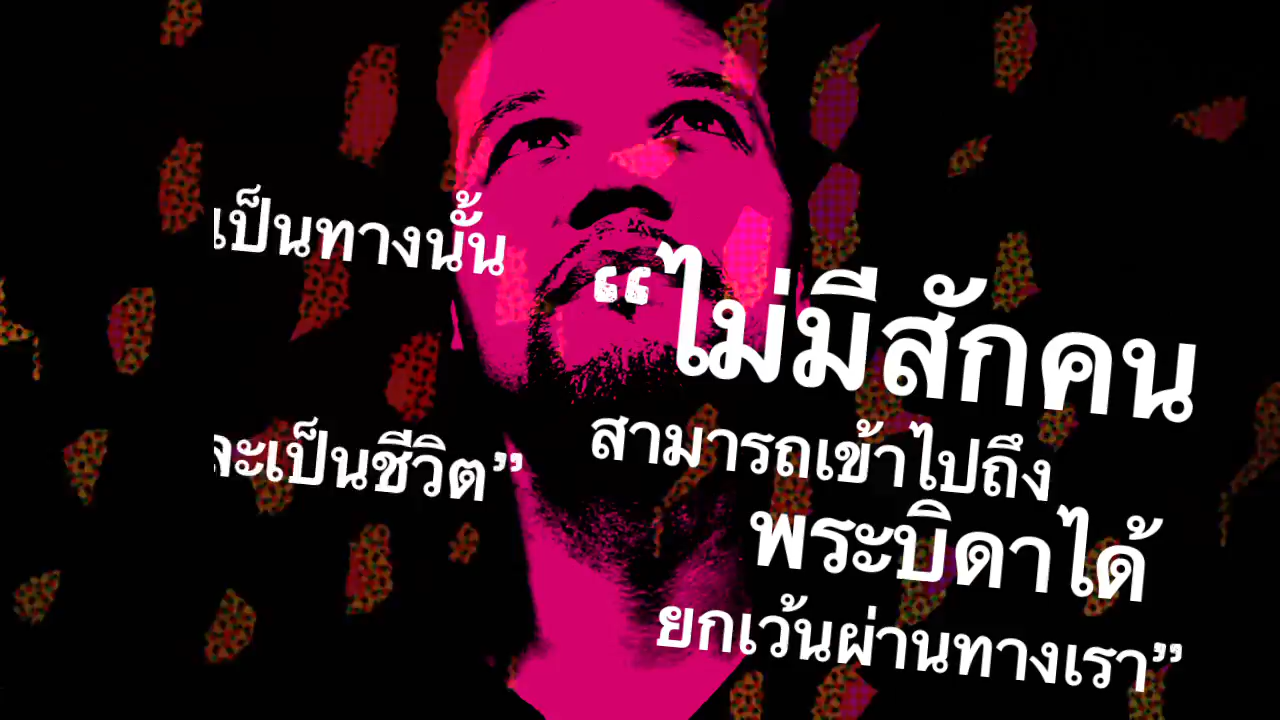 เป็นทางนั้น
ละเป็นชีวิต”
“ไม่มีสักคน
สามารถเข้าไปถึง
พระบิดาได้
ยกเว้นผ่านทางเรา”